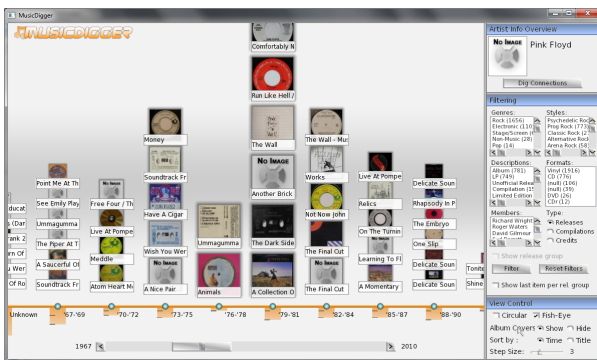 MusicDigger
MUSICDIGGER
Comfortably N
Run Like Hell /
Money
The Wall
The Wall - Mus
Soundtrack Fr
Another Brick
Works
Live At Pompe
Point Me At Th
Free Four / Th
Delicate Soun
See Emily Play
Have A Cigar
Not Now John
Relics
Rhapsody In P
Ummagumma
Live At Pompe
Ummagumma
The Dark Side
On The Turnin
The Embryo
The Piper At T
Meddle
Wish You Wer
The Final Cut
Learning To Fl
One Slip
A Saucerful Of
Delicate Soun
Soundtrack Fr
Atom Heart M
A Nice Pair
Animals
A Collection O
The Final Cut
A Momentary
Delicate Soun
Unknown
'67-'69
'70-'72
'73-'75
'76-'78
'79-'81
'82-'84
'85-'87
'88-'90
1967
2010
Artist Info Overview
No Image
Pink Floyd
Dig Connections
Filtering
Genres:
Styles:
Rock (1656)
Electronic (110
Stage/Screen (
Non-Music (28)
Pop (14)
Psychedelic Roc
Prog Rock (772)
Classic Rock (2
Alternative Rock
Arena Rock (58)
Descriptions:
Formats:
Album (781)
LP (749)
Unofficial Relea
Compilation (15
Limited Edition
Vinyl (1916)
CD (776)
(null) (106)
(null) (39)
DVD (26)
CDr (12)
Members:
Type:
Richard Wright
Roger Waters
David Gilmour
Releases
Compilations
Credits
Show release group
Filter
Reset Filters
Show last item per rel. group
View Control
Circular
Fish-Eye
Album Covers
Show
Hide
Sort by :
Time
Title
Step Size:
3